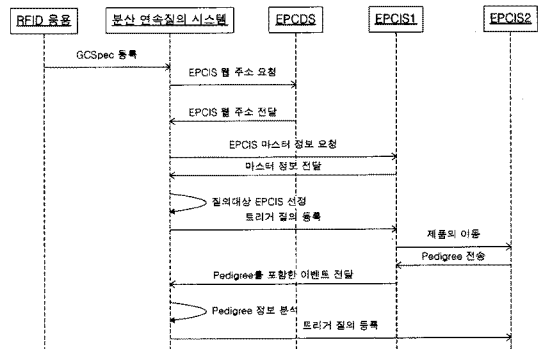 RFID 응용
분산 연속질의 시스템
EPCDS
EPCIS1
EPCIS2
GCSpec 등록
EPCIS 웹 주소 요청
EPCIS 웹 주소 전달
EPCIS 마스터 정보 요청
마스터 정보 전달
질의대상 EPCIS 선정
트리거 질의 등록
제품의 이동
Pedigree 전송
Pedigree를 포함한 이벤트 전달
Pedigree 정보 분석
트리거 질의 등록